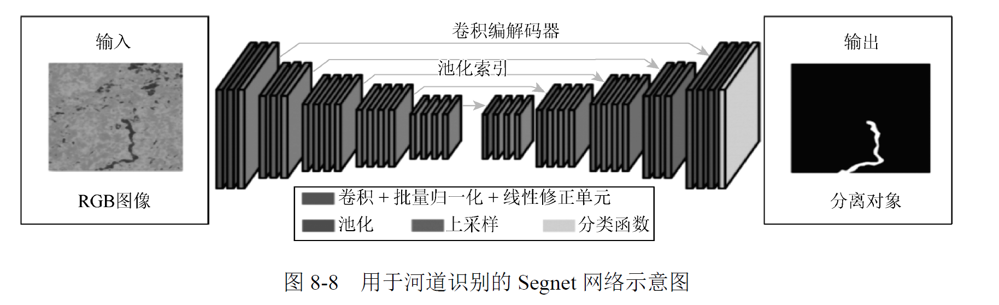 输入
RGB图像
卷积编解码器
池化索引
输出
分离对象
卷积 + 批量归一化 + 线性修正单元
池化 上采样 分类函数
图 8-8 用于河道识别的 Segnet 网络示意图